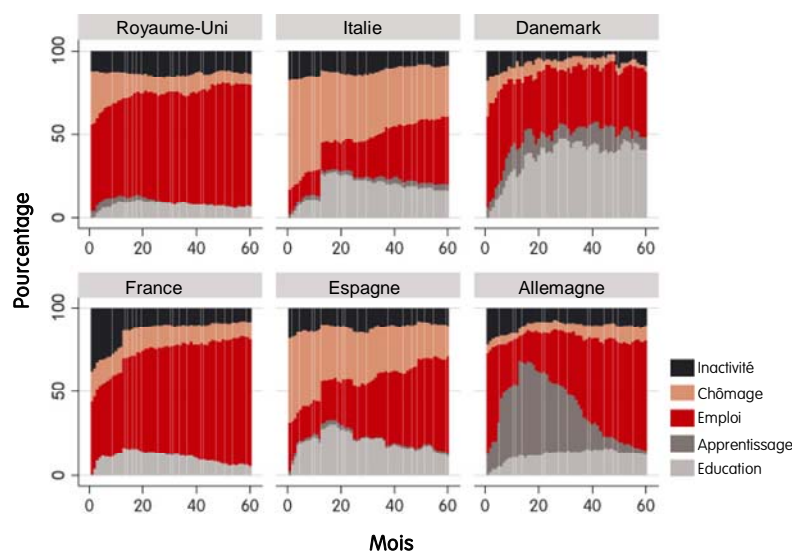 Royaume-Uni Italie Danemark
100
50
0
0 20 40 60 0 20 40 60 0 20 40 60
Pourcentage
France Espagne Allemagne
100
50
0
0 20 40 60 0 20 40 60 0 20 40 60
Mois
Inactivité
Chômage
Emploi
Apprentissage
Education